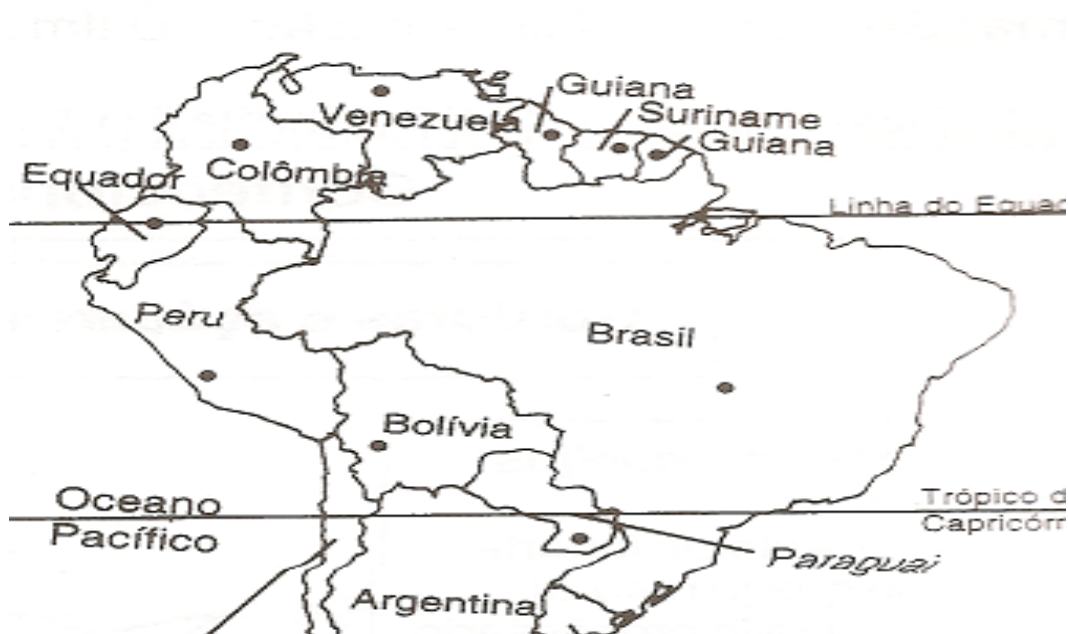 Guiana
Suriname
Guiana
Venezuela
Colômbia
Equador
Linha do Equad
Peru
Brasil
Bolívia
Oceano
Pacífico
Trópico d
Capricórn
Paraguai
Argentina